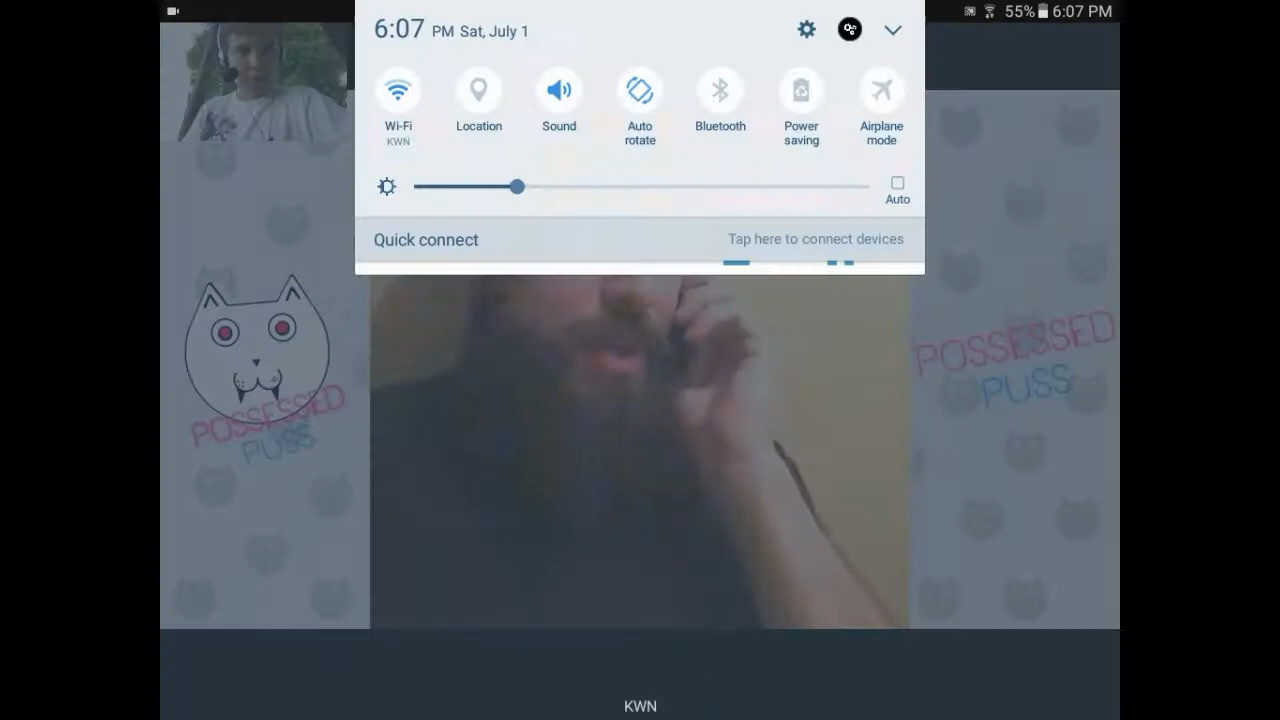 6:07 PM Sat, July 1
55% 6:07 PM
Wi-Fi
KWN
Location
Sound
Auto
rotate
Bluetooth
Power
saving
Airplane
mode
Auto
Quick connect
Tap here to connect devices
POSSESSED
PUSS
POSSESSED
PUSS
KWN